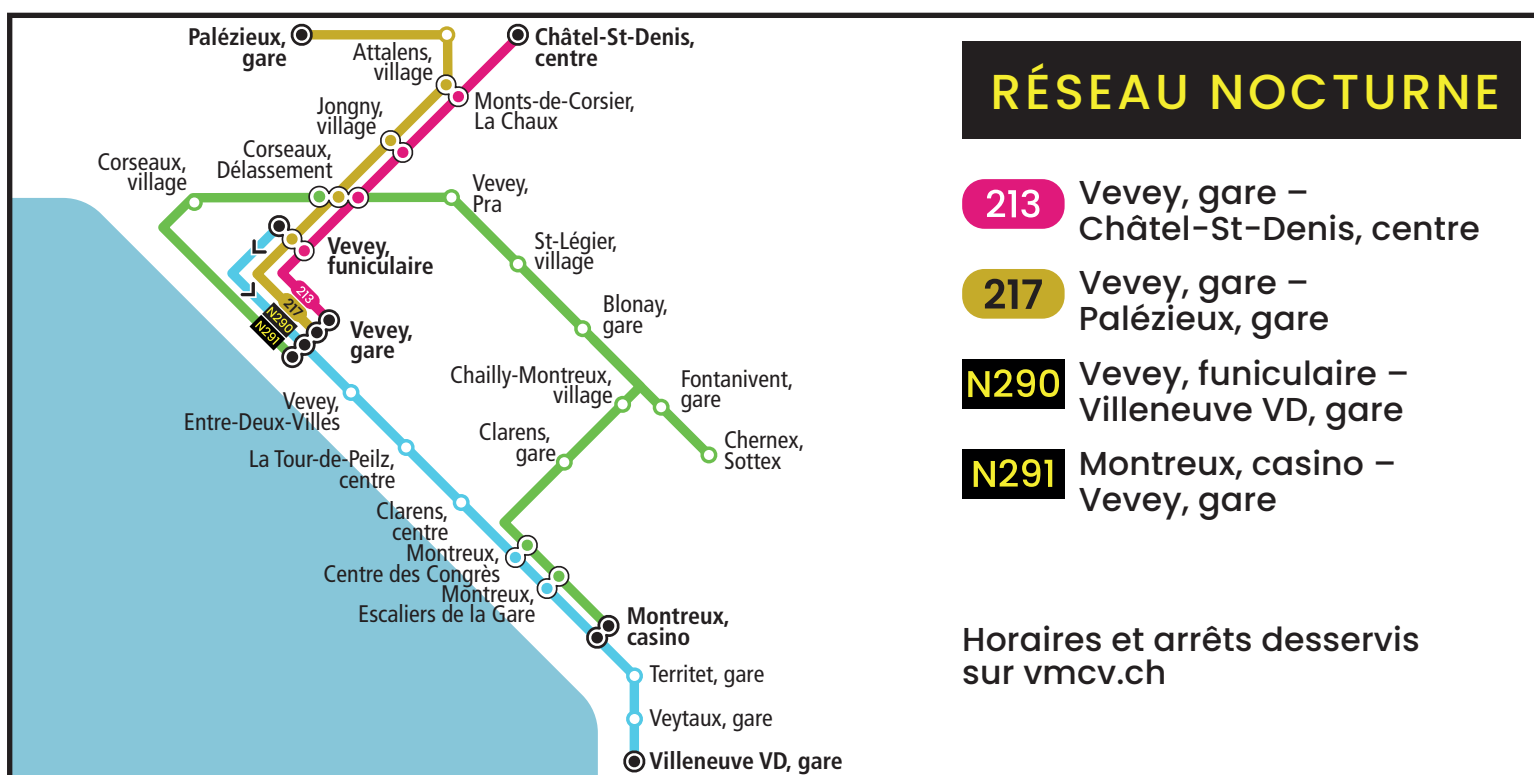 Palézieux,
gare
Attalens,
village
Châtel-St-Denis,
centre
Monts-de-Corsier,
La Chaux
Jongny,
village
Corseaux,
Délassement
Corseaux,
village
Vevey,
Pra
Vevey,
funiculaire
St-Légier,
village
213
217
N290
N291
Vevey,
gare
Blonay,
gare
Vevey,
Entre-Deux-Villes
Chailly-Montreux,
village
Fontanivent,
gare
La Tour-de-Peilz,
centre
Clarens,
gare
Chernex,
Sottex
Clarens,
centre
Montreux,
Centre des Congrès
Montreux,
Escaliers de la Gare
Montreux,
casino
Territet, gare
Veytaux, gare
Villeneuve VD, gare
RÉSEAU NOCTURNE
213 Vevey, gare –
Châtel-St-Denis, centre
217 Vevey, gare –
Palézieux, gare
N290 Vevey, funiculaire –
Villeneuve VD, gare
N291 Montreux, casino –
Vevey, gare
Horaires et arrêts desservis
sur vmcv.ch